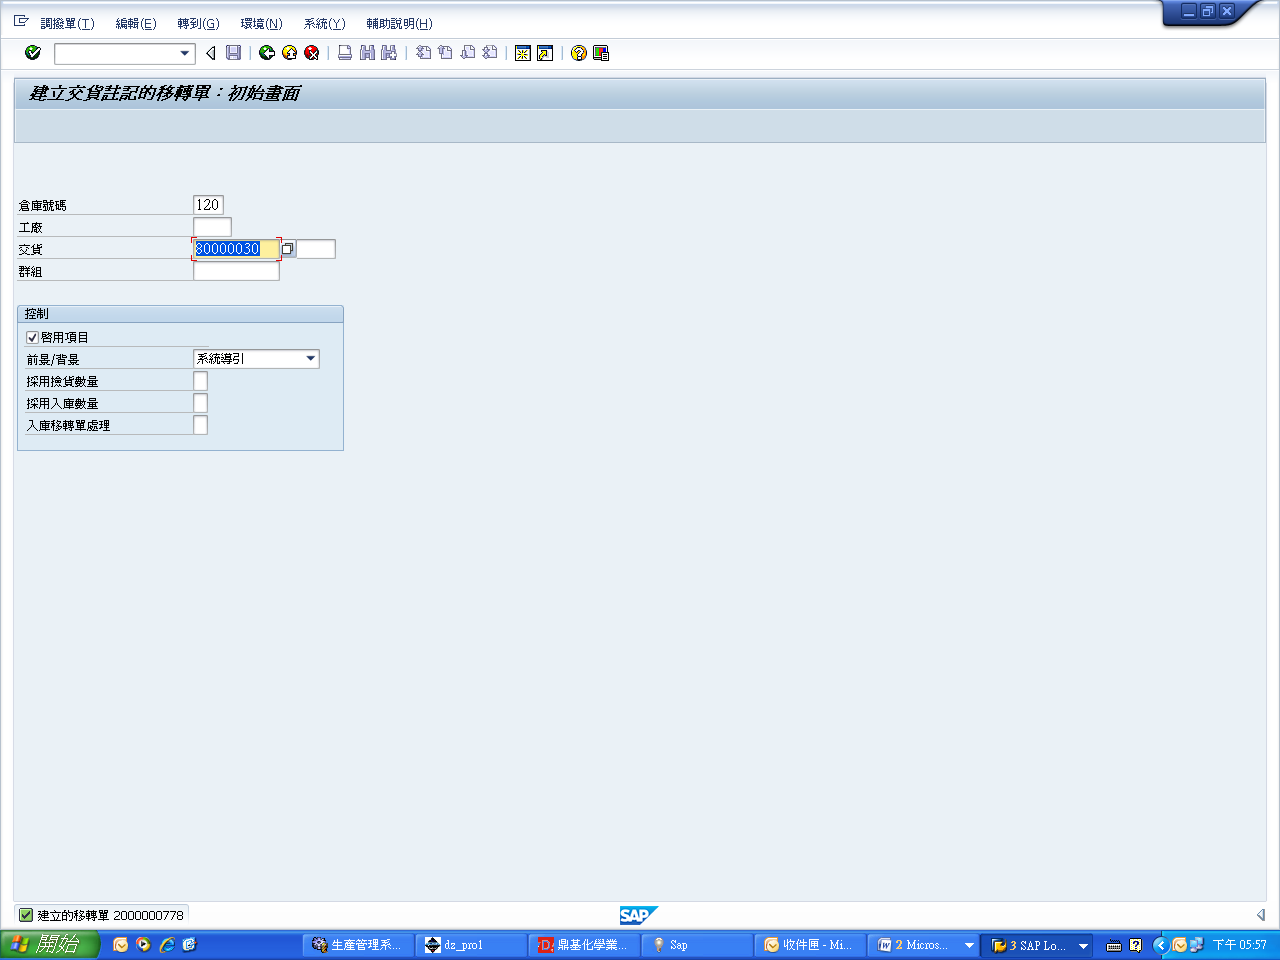 調撥單(T) 編輯(E) 轉到(G) 環境(N) 系統(Y) 輔助說明(H)
建立交貨註記的移轉單：初始畫面
倉庫號碼 120
工廠
交貨 80000030
群組
控制
啓用項目
前景/背景 系統導引
採用撿貨數量
採用入庫數量
入庫移轉單處理
建立的移轉單 2000000778
SAP
開始 生產管理系... dz_pro1 鼎基化學業... Sap 收件匣 - Mi... 2 Micros... 3 SAP Lo... 下午 05:57